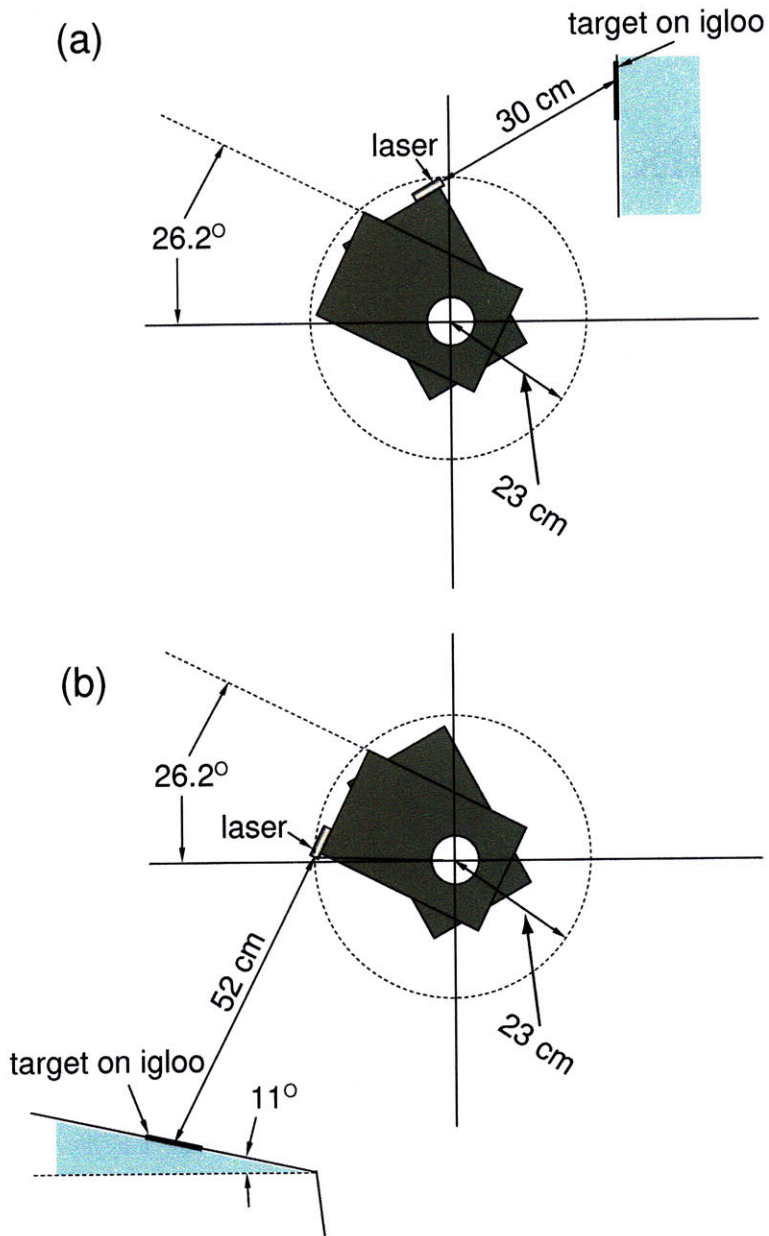 (a)
target on igloo
30 cm
laser
26.2°
23 cm
(b)
26.2°
laser
52 cm
23 cm
target on igloo
11°